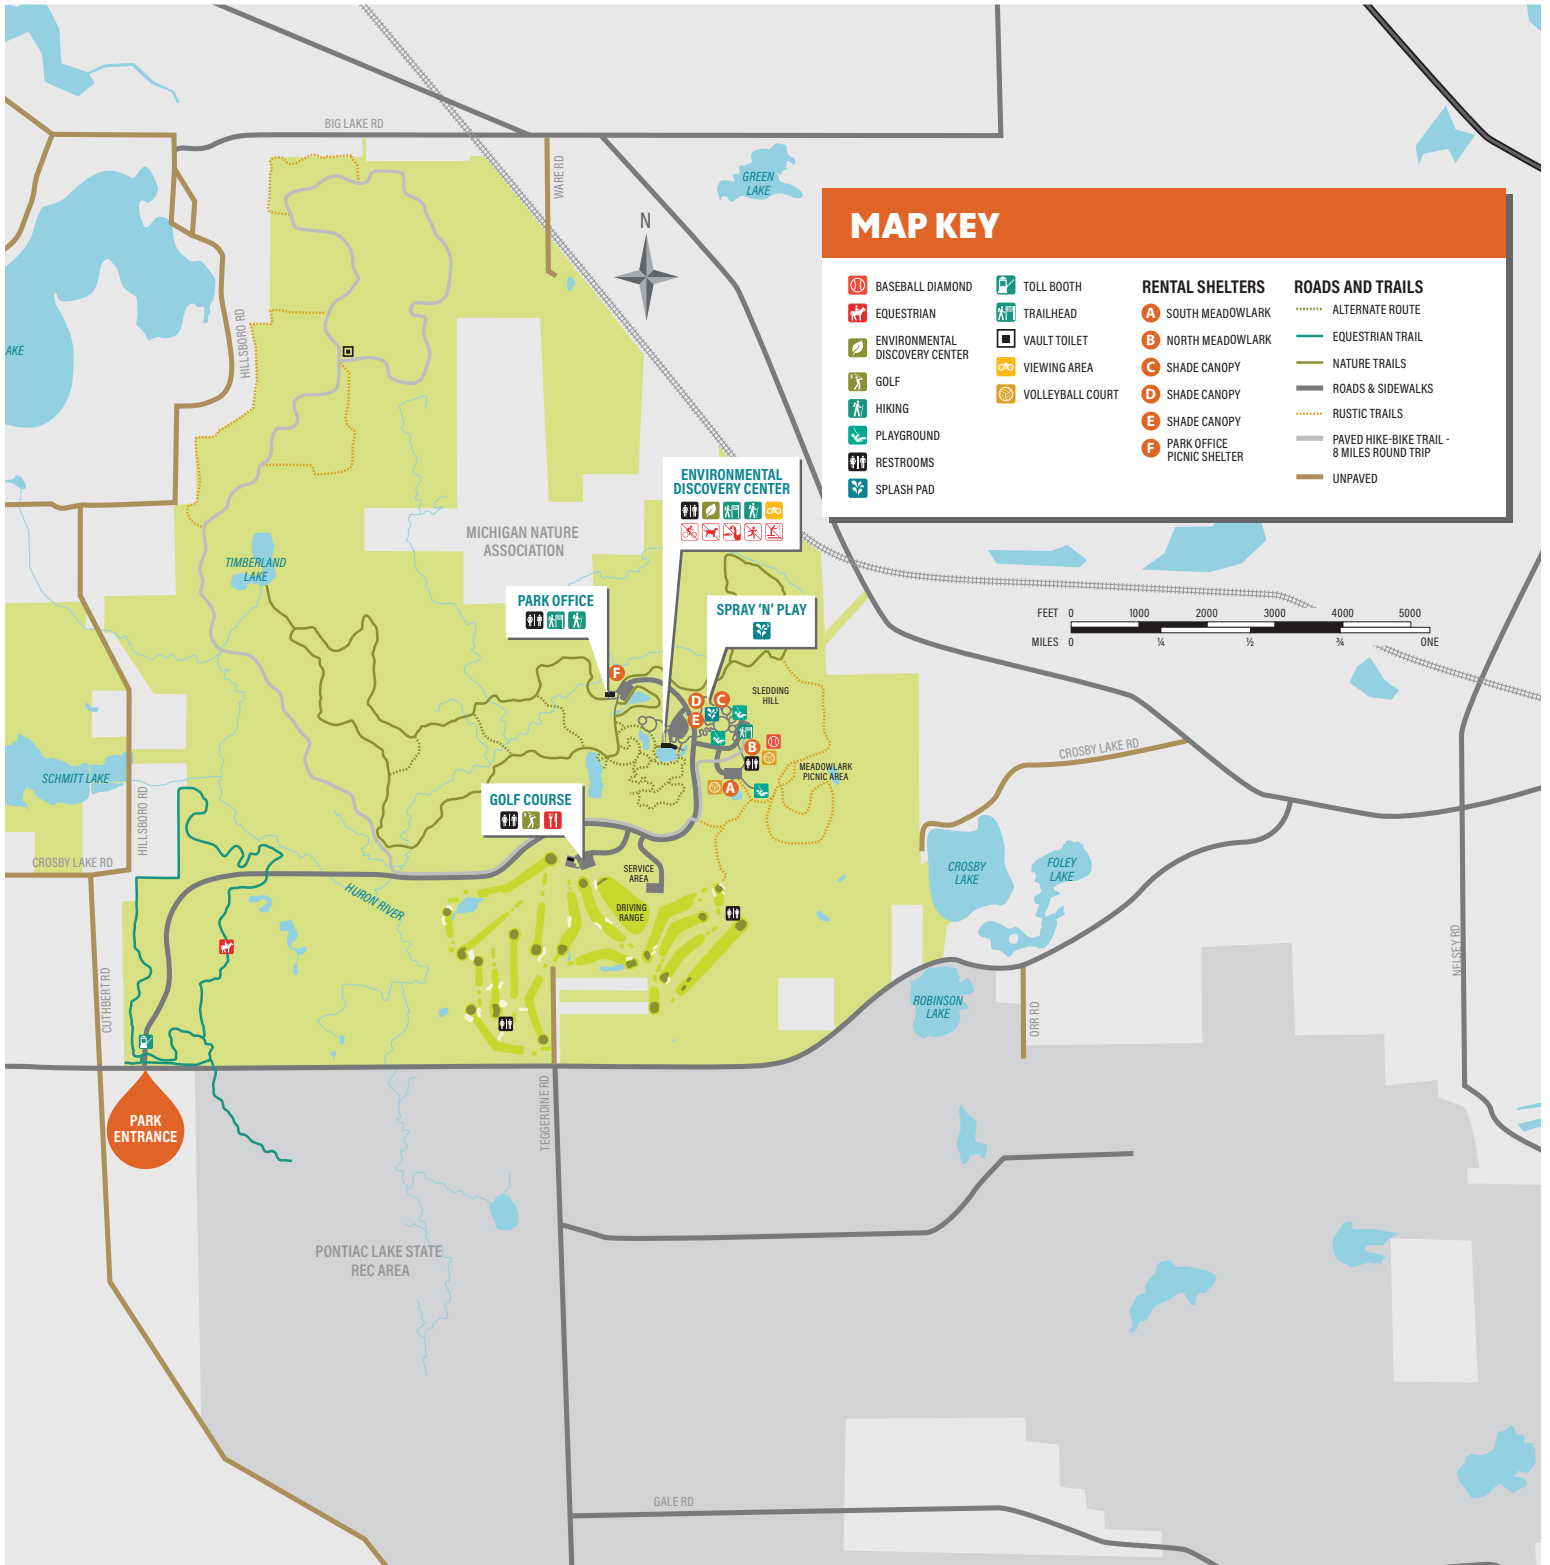 BIG LAKE RD
WARE RD
GREEN
LAKE
N
HILLSBORO RD
AKE
MAP KEY
BASEBALL DIAMOND
EQUESTRIAN
ENVIRONMENTAL
DISCOVERY CENTER
GOLF
HIKING
PLAYGROUND
RESTROOMS
SPLASH PAD
TOLL BOOTH
TRAILHEAD
VAULT TOILET
VIEWING AREA
VOLLEYBALL COURT
RENTAL SHELTERS
A SOUTH MEADOWLARK
B NORTH MEADOWLARK
C SHADE CANOPY
D SHADE CANOPY
E SHADE CANOPY
F PARK OFFICE
PICNIC SHELTER
ROADS AND TRAILS
ALTERNATE ROUTE
EQUESTRIAN TRAIL
NATURE TRAILS
ROADS & SIDEWALKS
RUSTIC TRAILS
PAVED HIKE-BIKE TRAIL -
8 MILES ROUND TRIP
UNPAVED
ENVIRONMENTAL
DISCOVERY CENTER
MICHIGAN NATURE
ASSOCIATION
TIMBERLAND
LAKE
PARK OFFICE
SPRAY 'N' PLAY
FEET 0 1000 2000 3000 4000 5000
MILES 0 ¼ ½ ¾ ONE
F
D
C
E
B
A
SLEDDING
HILL
MEADOWLARK
PICNIC AREA
CROSBY LAKE RD
SCHMITT LAKE
HILLSBORO RD
GOLF COURSE
CROSBY LAKE RD
HURON RIVER
SERVICE
AREA
DRIVING
RANGE
CROSBY
LAKE
FOLEY
LAKE
NELSEY RD
CUTHBERT RD
ROBINSON
LAKE
ORR RD
PARK
ENTRANCE
TEGGERDINE RD
PONTIAC LAKE STATE
REC AREA
GALE RD